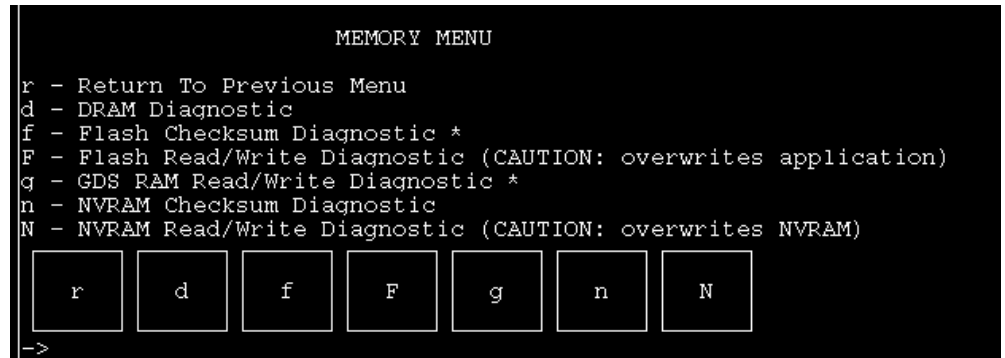 MEMORY MENU
r - Return To Previous Menu
d - DRAM Diagnostic
f - Flash Checksum Diagnostic *
F - Flash Read/Write Diagnostic (CAUTION: overwrites application)
g - GDS RAM Read/Write Diagnostic *
n - NVRAM Checksum Diagnostic
N - NVRAM Read/Write Diagnostic (CAUTION: overwrites NVRAM)
r d f F g n N
->